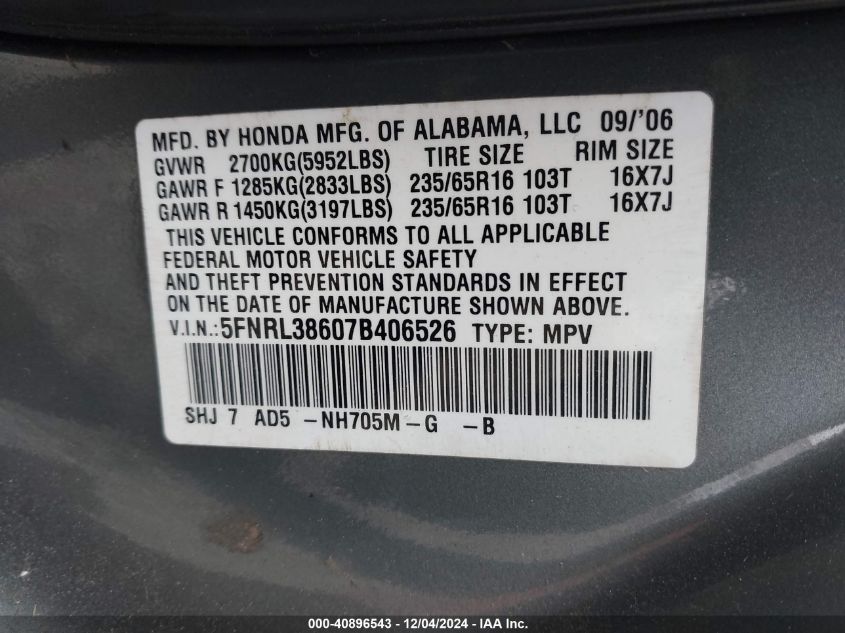 MFD. BY HONDA MFG. OF ALABAMA, LLC 09/'06
GVWR 2700KG(5952LBS) TIRE SIZE RIM SIZE
GAWR F 1285KG(2833LBS) 235/65R16 103T 16X7J
GAWR R 1450KG(3197LBS) 235/65R16 103T 16X7J
THIS VEHICLE CONFORMS TO ALL APPLICABLE
FEDERAL MOTOR VEHICLE SAFETY
AND THEFT PREVENTION STANDARDS IN EFFECT
ON THE DATE OF MANUFACTURE SHOWN ABOVE.
V.I.N.: 5FNRL38607B406526 TYPE: MPV
SHJ 7 AD5 -NH705M-G -B
000-40896543 - 12/04/2024 - IAA Inc.